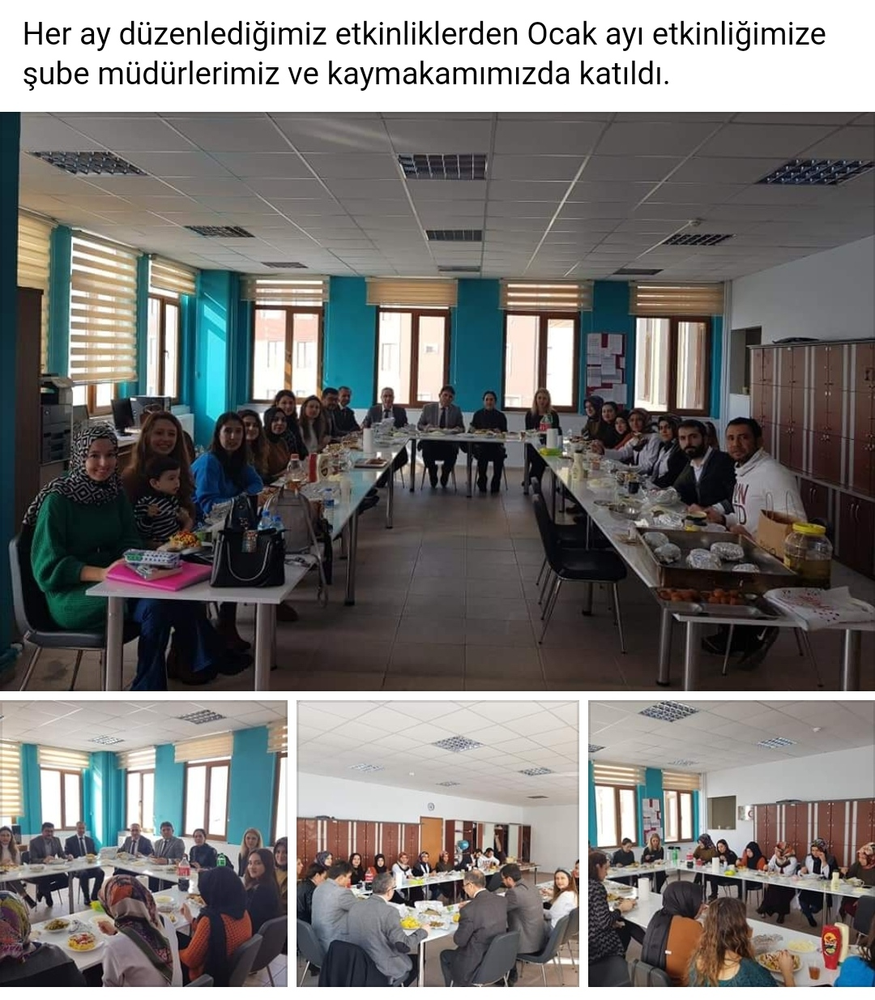 Her ay düzenlediğimiz etkinliklerden Ocak ayı etkinliğimize
şube müdürlerimiz ve kaymakamımızda katıldı.